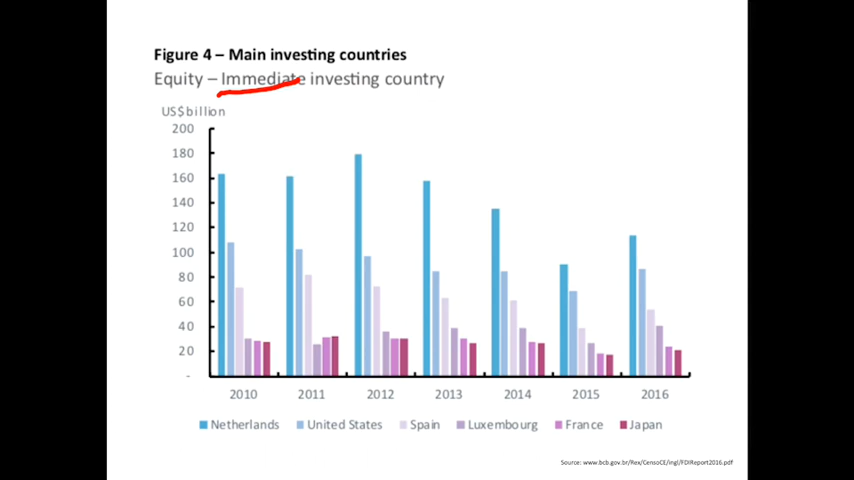 Figure 4 – Main investing countries
Equity – Immediate investing country
US$billion
200
180
160
140
120
100
80
60
40
20
-
2010 2011 2012 2013 2014 2015 2016
Netherlands United States Spain Luxembourg France Japan
Source: www.bcb.gov.br/Rex/CensoCE/ingl/FDIReport2016.pdf